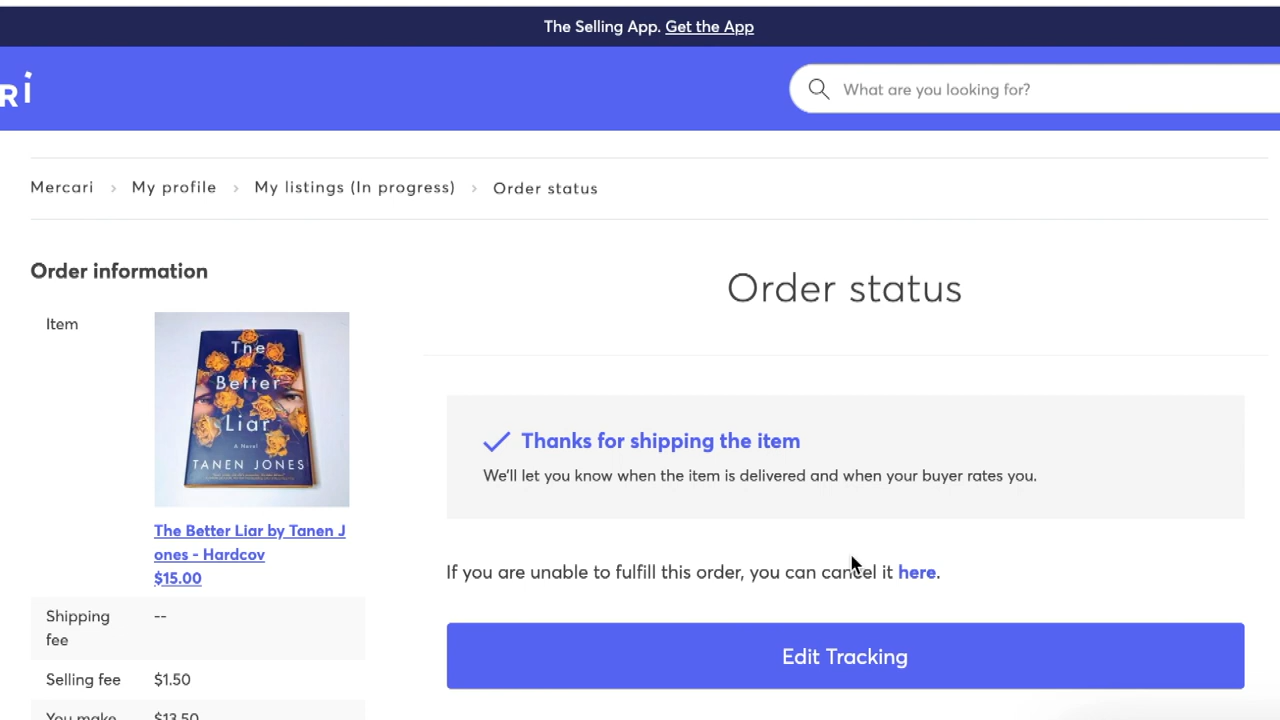 The Selling App. Get the App
Ri
What are you looking for?
Mercari > My profile > My listings (In progress) > Order status
Order information
Order status
Item
The
Better
Liar
A Novel
TANEN JONES
The Better Liar by Tanen J
ones - Hardcov
$15.00
Thanks for shipping the item
We'll let you know when the item is delivered and when your buyer rates you.
If you are unable to fulfill this order, you can cancel it here.
Shipping
fee
--
Edit Tracking
Selling fee
$1.50
You make
$13.50